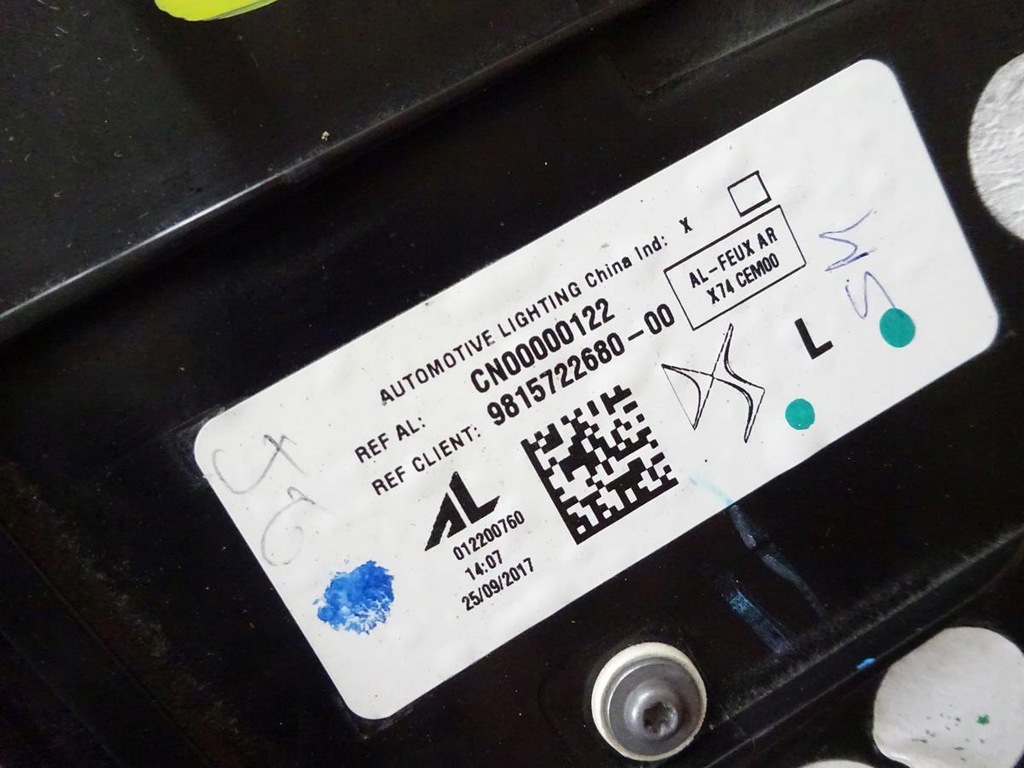 AUTOMOTIVE LIGHTING China Ind: X
REF AL: CN00000122
REF CLIENT: 9815722680-00
AL-FEUX AR
X74 CEM00
L
AL
012200760
14:07
25/09/2017